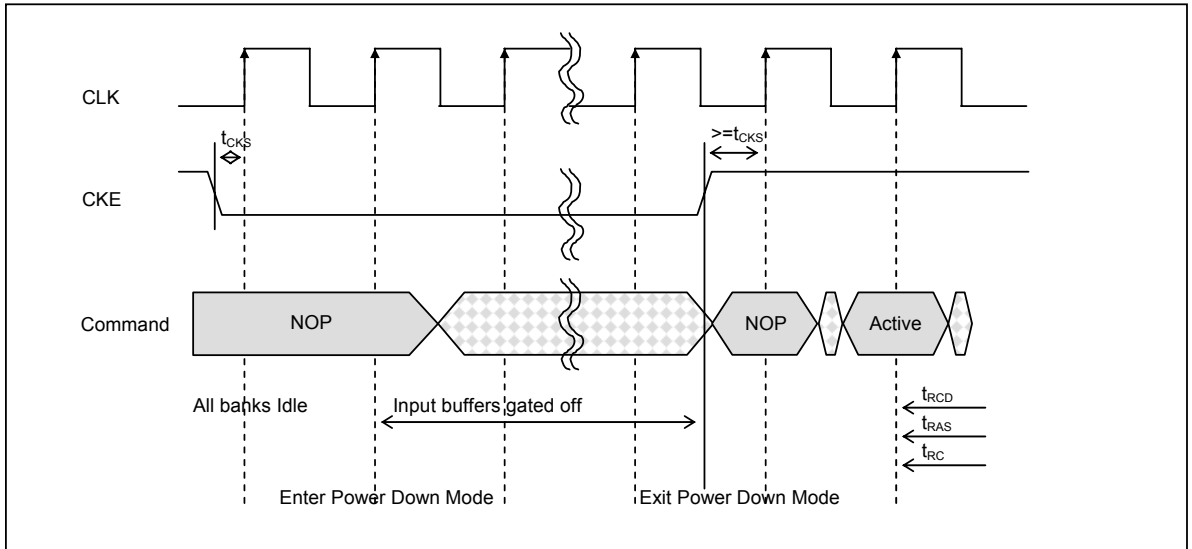 CLK
tCKS
>=tCKS
CKE
Command
NOP
NOP
Active
All banks Idle
Input buffers gated off
tRCD
tRAS
tRC
Enter Power Down Mode
Exit Power Down Mode